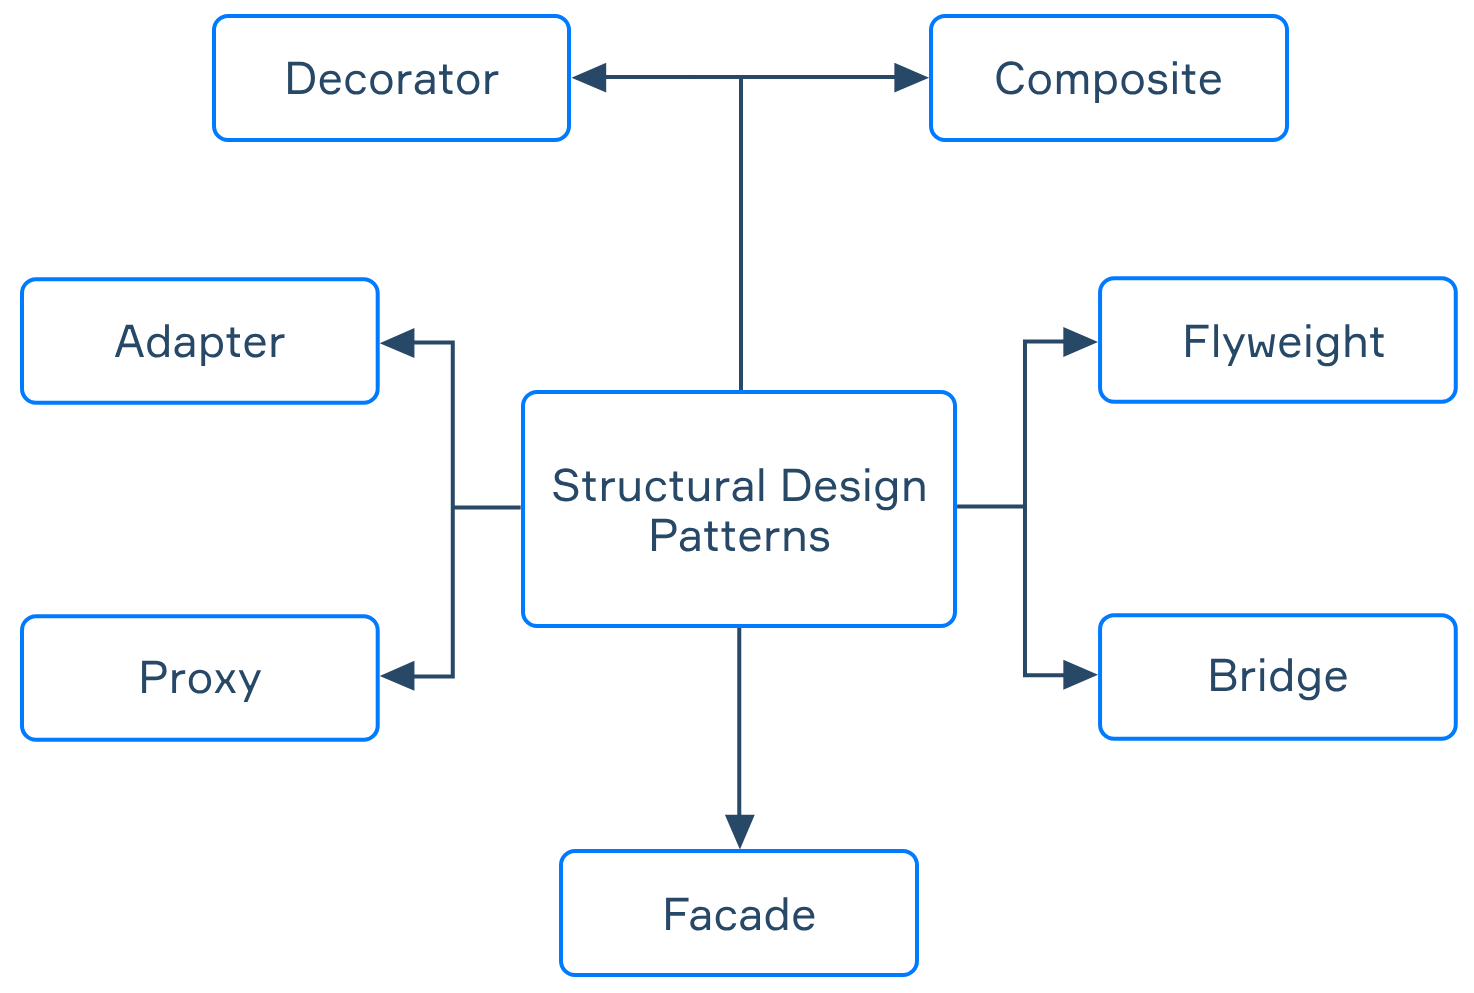 Decorator
Composite
Adapter
Flyweight
Structural Design
Patterns
Proxy
Bridge
Facade